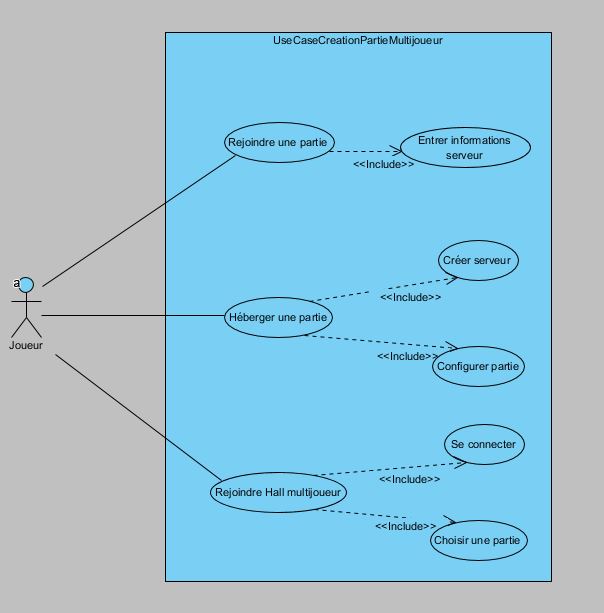 UseCaseCreationPartieMultijoueur
Rejoindre une partie
Entrer informations
serveur
<<Include>>
Créer serveur
<<Include>>
a
Héberger une partie
Joueur
<<Include>>
Configurer partie
Se connecter
<<Include>>
Rejoindre Hall multijoueur
<<Include>>
Choisir une partie